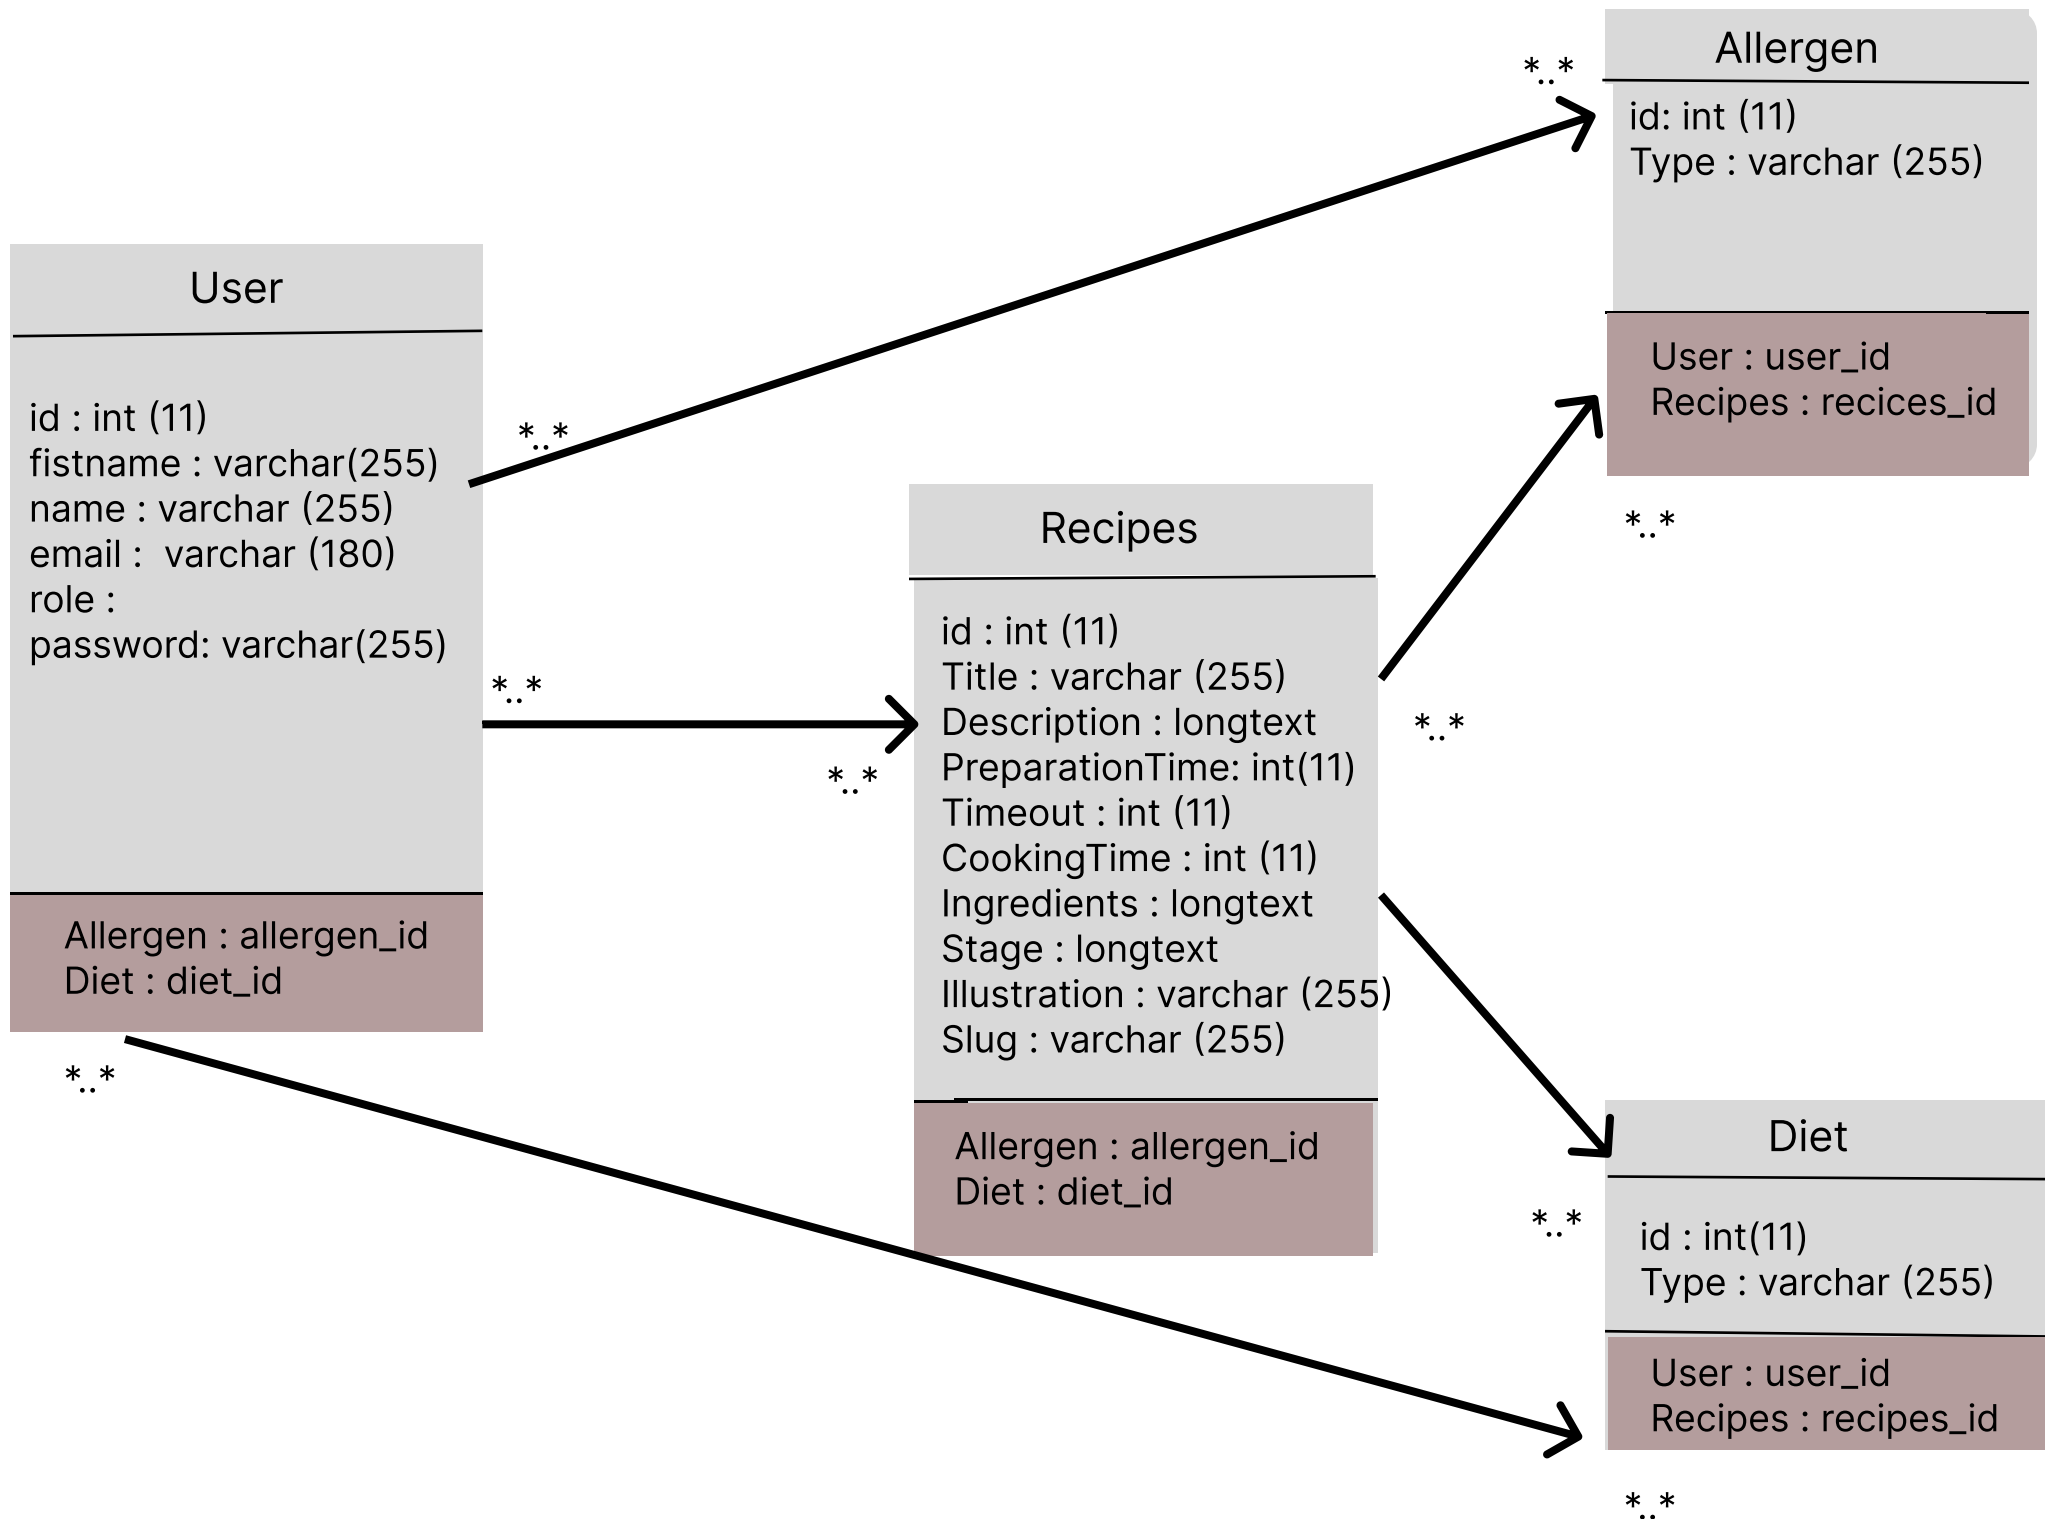 User
id : int (11)
fistname : varchar(255)
name : varchar (255)
email :  varchar (180)
role :
password: varchar(255)
Allergen : allergen_id
Diet : diet_id
*..*
*..*
*..*
*..*
*..*
Recipes
id : int (11)
Title : varchar (255)
Description : longtext
PreparationTime: int(11)
Timeout : int (11)
CookingTime : int (11)
Ingredients : longtext
Stage : longtext
Illustration : varchar (255)
Slug : varchar (255)
Allergen : allergen_id
Diet : diet_id
*..*
*..*
*..*
Allergen
id: int (11)
Type : varchar (255)
User : user_id
Recipes : recices_id
Diet
id : int(11)
Type : varchar (255)
User : user_id
Recipes : recipes_id
*..*